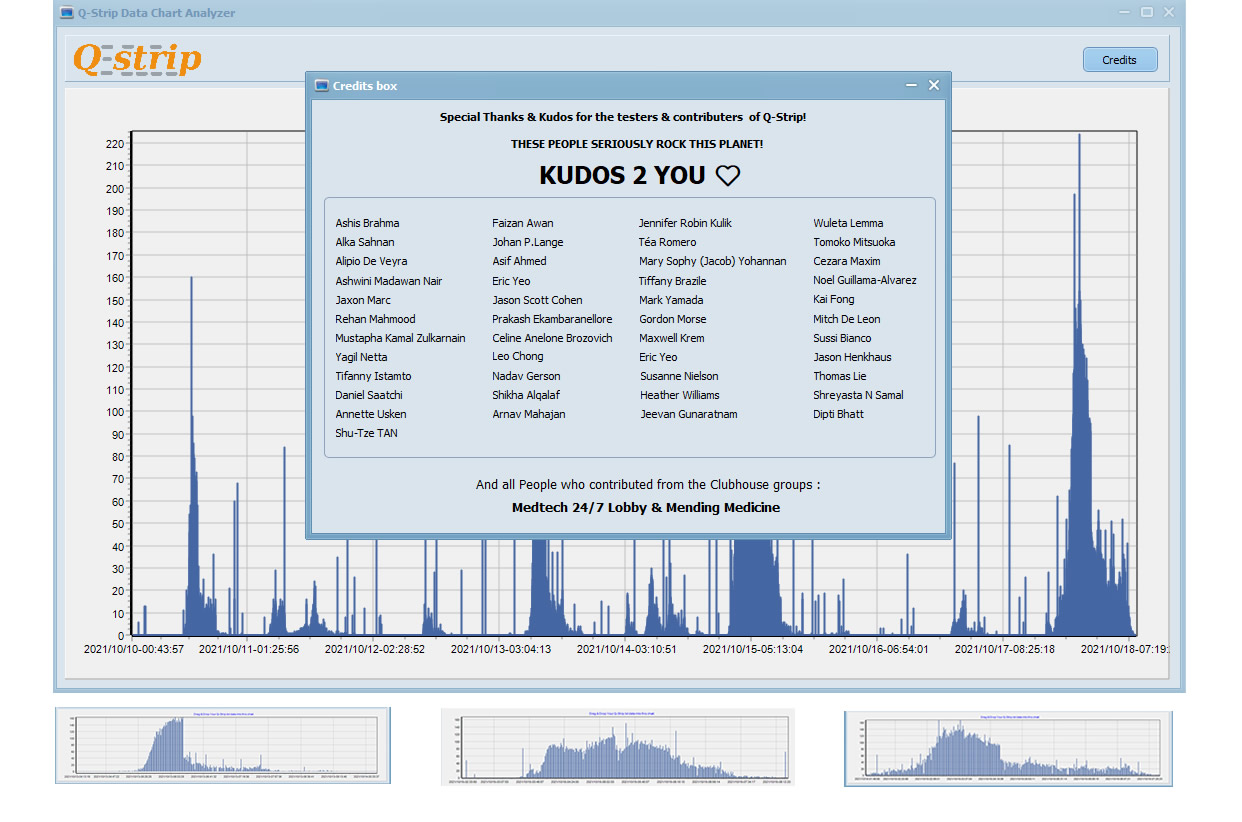 Q-Strip Data Chart Analyzer
Q-strip
Credits
Credits box
Special Thanks & Kudos for the testers & contributers of Q-Strip!
THESE PEOPLE SERIOUSLY ROCK THIS PLANET!
KUDOS 2 YOU ♡
Ashis Brahma
Alka Sahnan
Alipio De Veyra
Ashwini Madawan Nair
Jaxon Marc
Rehan Mahmood
Mustapha Kamal Zulkarnain
Yagil Netta
Tifanny Istamto
Daniel Saatchi
Annette Usken
Shu-Tze TAN
Faizan Awan
Johan P.Lange
Asif Ahmed
Eric Yeo
Jason Scott Cohen
Prakash Ekambaranellore
Celine Anelone Brozovich
Leo Chong
Nadav Gerson
Shikha Alqalaf
Arnav Mahajan
Jennifer Robin Kulik
Téa Romero
Mary Sophy (Jacob) Yohannan
Tiffany Brazile
Mark Yamada
Gordon Morse
Maxwell Krem
Eric Yeo
Susanne Nielson
Heather Williams
Jeevan Gunaratnam
Wuleta Lemma
Tomoko Mitsuoka
Cezara Maxim
Noel Guillama-Alvarez
Kai Fong
Mitch De Leon
Sussi Bianco
Jason Henkhaus
Thomas Lie
Shreyasta N Samal
Dipti Bhatt
And all People who contributed from the Clubhouse groups :
Medtech 24/7 Lobby & Mending Medicine
220
210
200
190
180
170
160
150
140
130
120
110
100
90
80
70
60
50
40
30
20
10
0
2021/10/10-00:43:57 2021/10/11-01:25:56 2021/10/12-02:28:52 2021/10/13-03:04:13 2021/10/14-03:10:51 2021/10/15-05:13:04 2021/10/16-06:54:01 2021/10/17-08:25:18 2021/10/18-07:19: